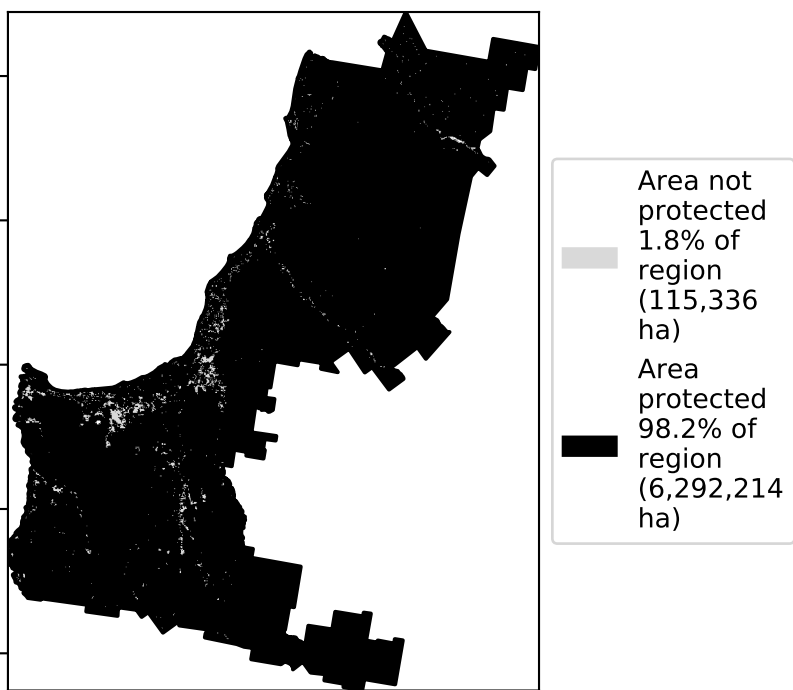 Area not
protected
1.8% of
region
(115,336
ha)
Area
protected
98.2% of
region
(6,292,214
ha)